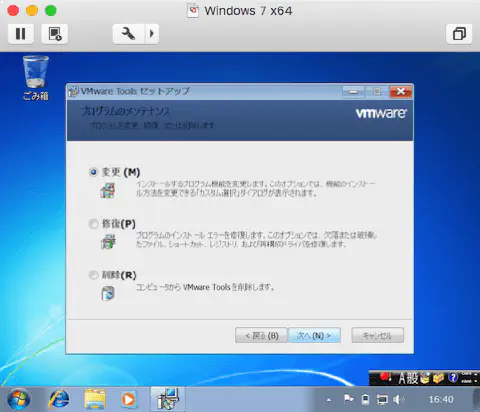 Windows 7 x64
ごみ箱
VMware Tools セットアップ
プログラムのメンテナンス
プログラムを変更、修復、または削除します
vmware
変更 (M)
インストールするプログラム機能を変更します。このオプションでは、機能のインストー
ル方法を変更できる「カスタム選択」ダイアログが表示されます。
修復(P)
プログラムのインストール エラーを修復します。このオプションでは、欠落または破損し
たファイル、ショートカット、レジストリ、および再構成ドライバを修復します。
削除(R)
コンピュータから VMware Tools を削除します。
< 戻る (B)
次へ (N) >
キャンセル
A 般
16:40